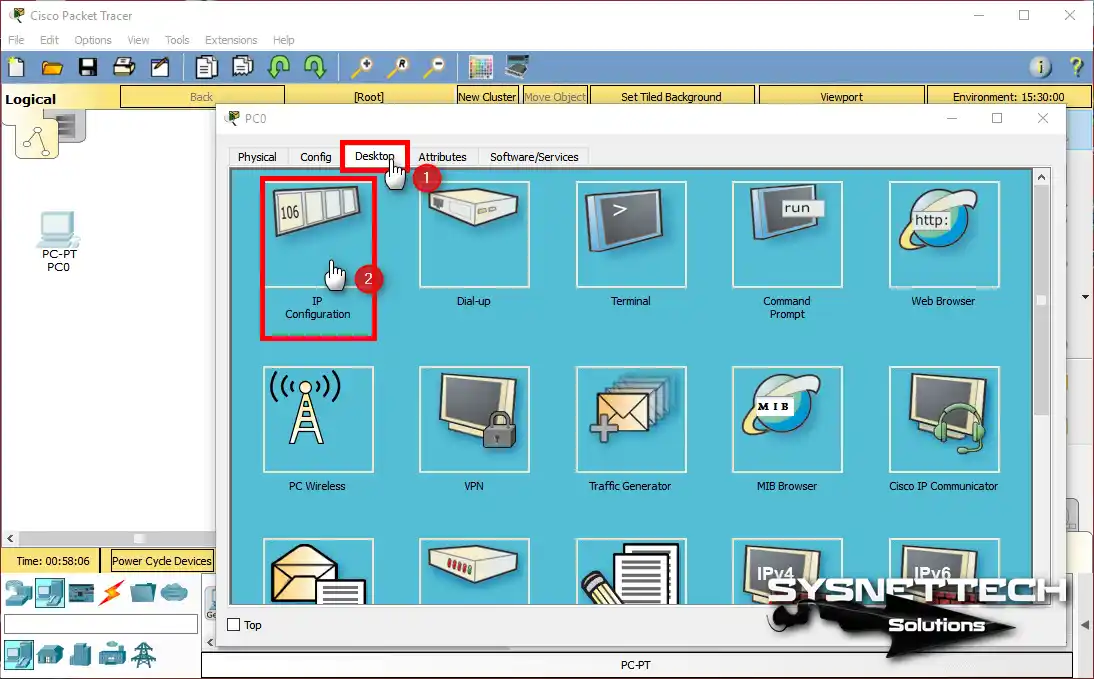 Cisco Packet Tracer
File Edit Options View Tools Extensions Help
Logical
Back
[Root]
New Cluster
Move Object
Set Tiled Background
Viewport
Environment: 15:30:00
PC0
Physical
Config
Desktop
Attributes
Software/Services
1
106
2
IP
Configuration
Dial-up
>
Terminal
run
Command
Prompt
http:
Web Browser
PC-PT
PC0
PC Wireless
VPN
Traffic Generator
MIB
MIB Browser
Cisco IP Communicator
IPv4
IPv6
Time: 00:58:06
Power Cycle Devices
Top
PC-PT
SYSNETTECH
Solutions